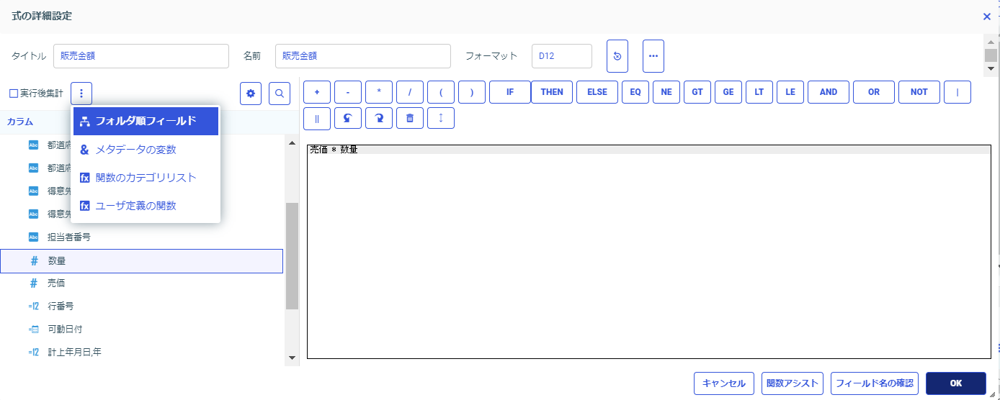 式の詳細設定
タイトル 販売金額 名前 販売金額 フォーマット D12
実行後集計
+ - * / ( ) IF THEN ELSE EQ NE GT GE LT LE AND OR NOT |
||
カラム
フォルダ順フィールド
メタデータの変数
関数のカテゴリリスト
ユーザ定義の関数
Abc 都道府
Abc 都道府
Abc 得意先
Abc 得意先
Abc 担当者番号
# 数量
# 売価
=12 行番号
可動日付
=12 計上年月日,年
売価 * 数量
キャンセル 関数アシスト フィールド名の確認 OK